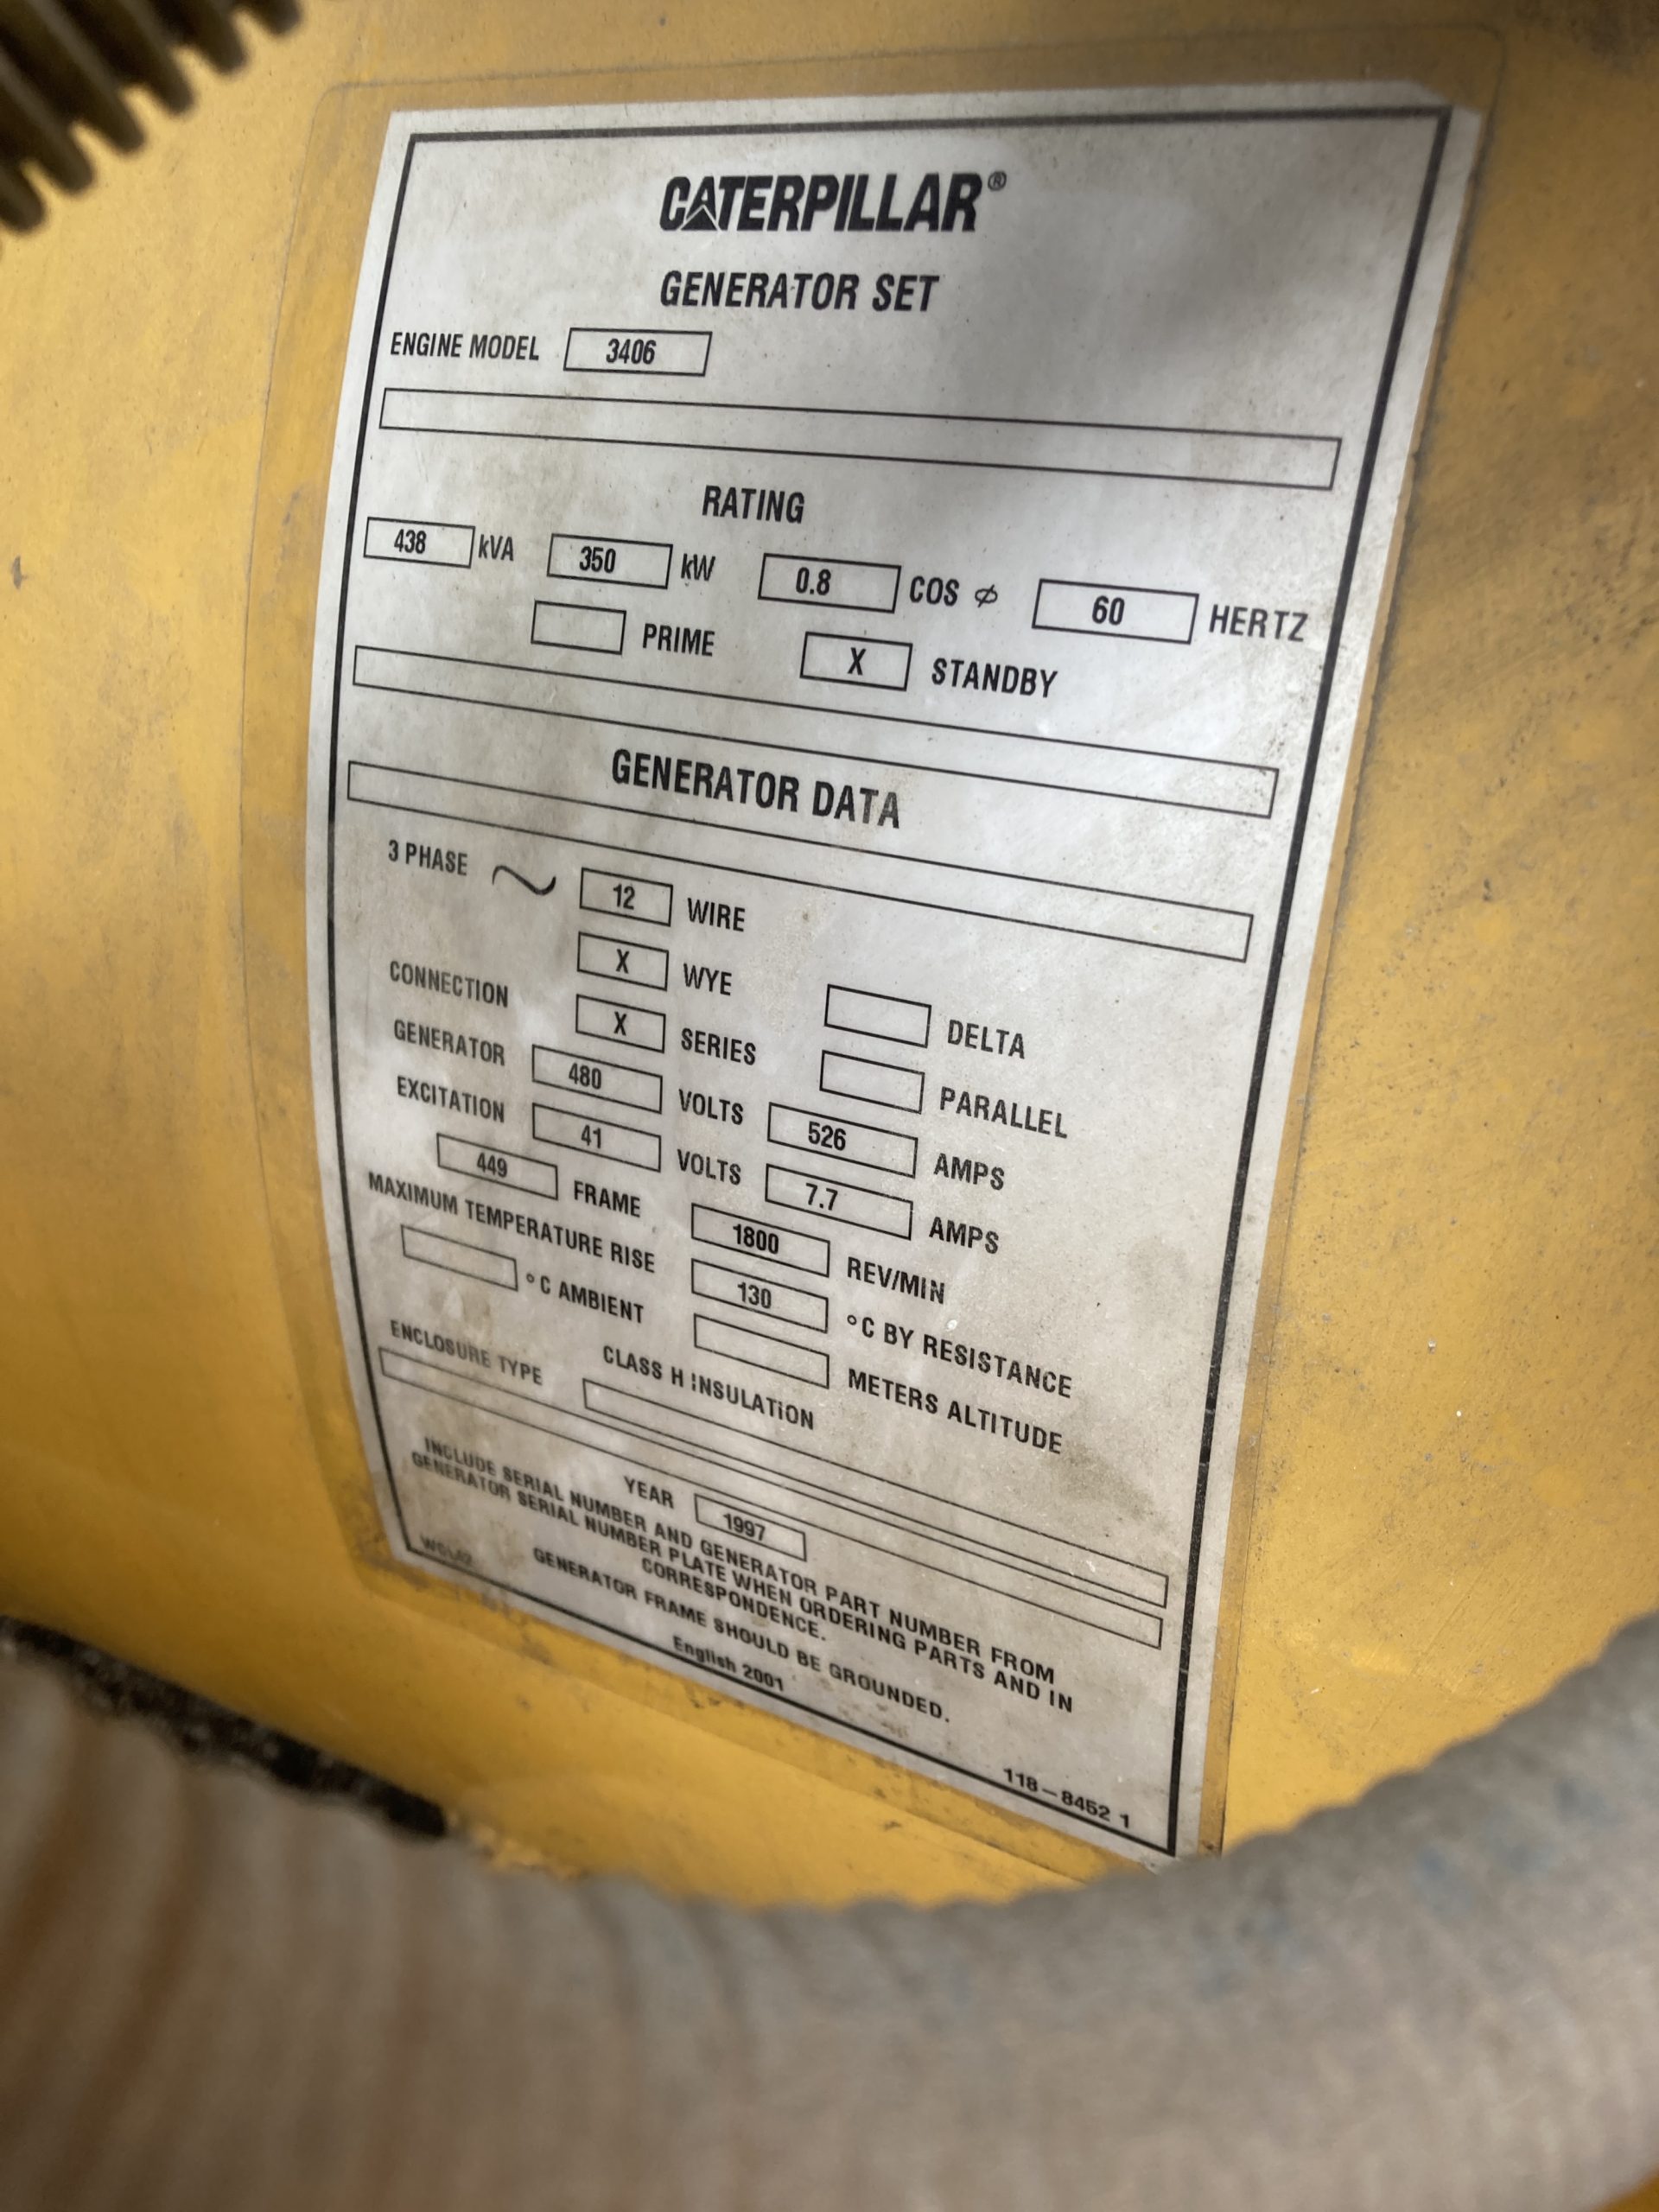 CATERPILLAR®
GENERATOR SET
ENGINE MODEL 3406
RATING
438 kVA 350 kW 0.8 COS ϕ 60 HERTZ
PRIME X STANDBY
GENERATOR DATA
3 PHASE ~ 12 WIRE
X WYE DELTA
CONNECTION X SERIES PARALLEL
GENERATOR 480 VOLTS 526 AMPS
EXCITATION 41 VOLTS 7.7 AMPS
449 FRAME 1800 REV/MIN
MAXIMUM TEMPERATURE RISE 130 °C BY RESISTANCE
°C AMBIENT METERS ALTITUDE
CLASS H INSULATION
ENCLOSURE TYPE
YEAR 1997
INCLUDE SERIAL NUMBER AND GENERATOR PART NUMBER FROM
GENERATOR SERIAL NUMBER PLATE WHEN ORDERING PARTS AND IN
CORRESPONDENCE.
GENERATOR FRAME SHOULD BE GROUNDED.
English 2001
118-8452 1